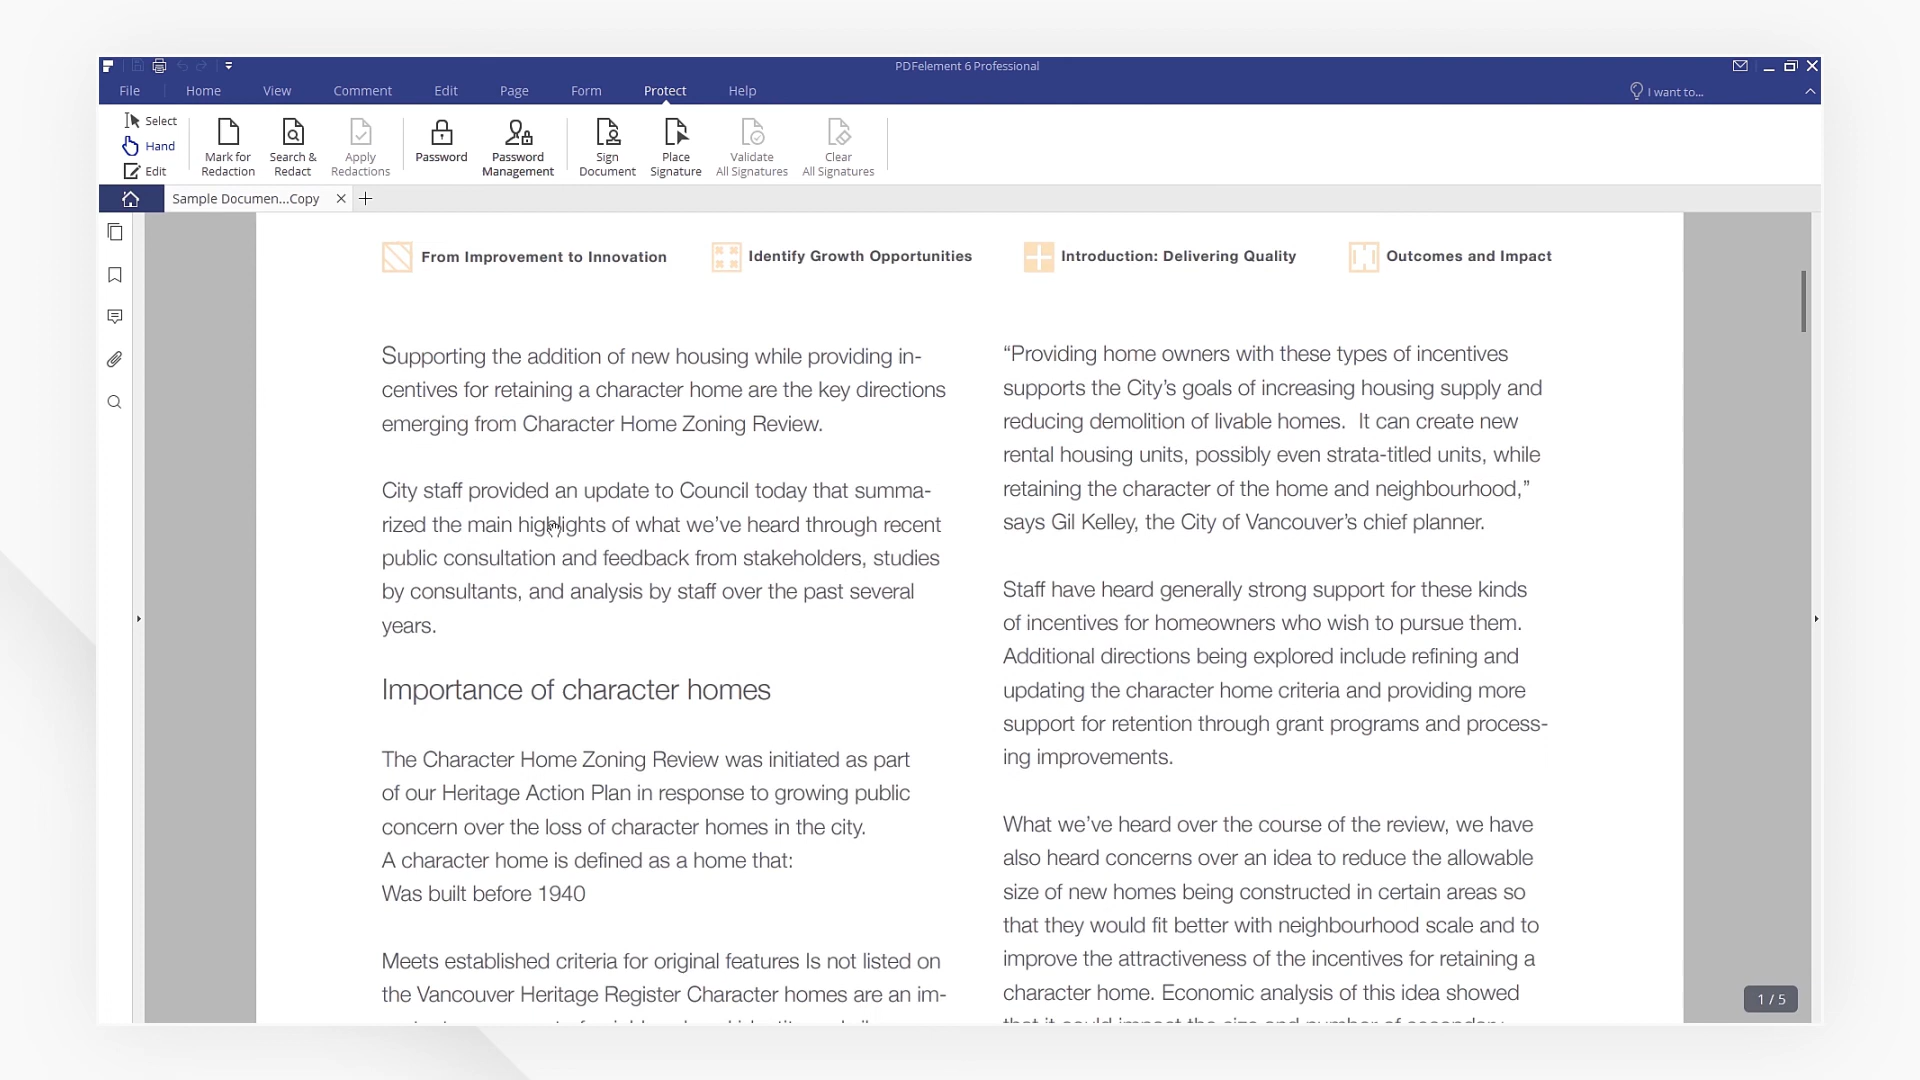 PDFelement 6 Professional
File Home View Comment Edit Page Form Protect Help I want to...
Select
Hand
Edit
Mark for
Redaction
Search &
Redact
Apply
Redactions
Password
Password
Management
Sign
Document
Place
Signature
Validate
All Signatures
Clear
All Signatures
Sample Documen...Copy
From Improvement to Innovation
Identify Growth Opportunities
Introduction: Delivering Quality
Outcomes and Impact
Supporting the addition of new housing while providing in-
centives for retaining a character home are the key directions
emerging from Character Home Zoning Review.
City staff provided an update to Council today that summa-
rized the main highlights of what we’ve heard through recent
public consultation and feedback from stakeholders, studies
by consultants, and analysis by staff over the past several
years.
Importance of character homes
The Character Home Zoning Review was initiated as part
of our Heritage Action Plan in response to growing public
concern over the loss of character homes in the city.
A character home is defined as a home that:
Was built before 1940
Meets established criteria for original features Is not listed on
the Vancouver Heritage Register Character homes are an im-
“Providing home owners with these types of incentives
supports the City’s goals of increasing housing supply and
reducing demolition of livable homes.  It can create new
rental housing units, possibly even strata-titled units, while
retaining the character of the home and neighbourhood,”
says Gil Kelley, the City of Vancouver’s chief planner.
Staff have heard generally strong support for these kinds
of incentives for homeowners who wish to pursue them.
Additional directions being explored include refining and
updating the character home criteria and providing more
support for retention through grant programs and process-
ing improvements.
What we’ve heard over the course of the review, we have
also heard concerns over an idea to reduce the allowable
size of new homes being constructed in certain areas so
that they would fit better with neighbourhood scale and to
improve the attractiveness of the incentives for retaining a
character home. Economic analysis of this idea showed
that it could impact the size and number of secondary
1 / 5